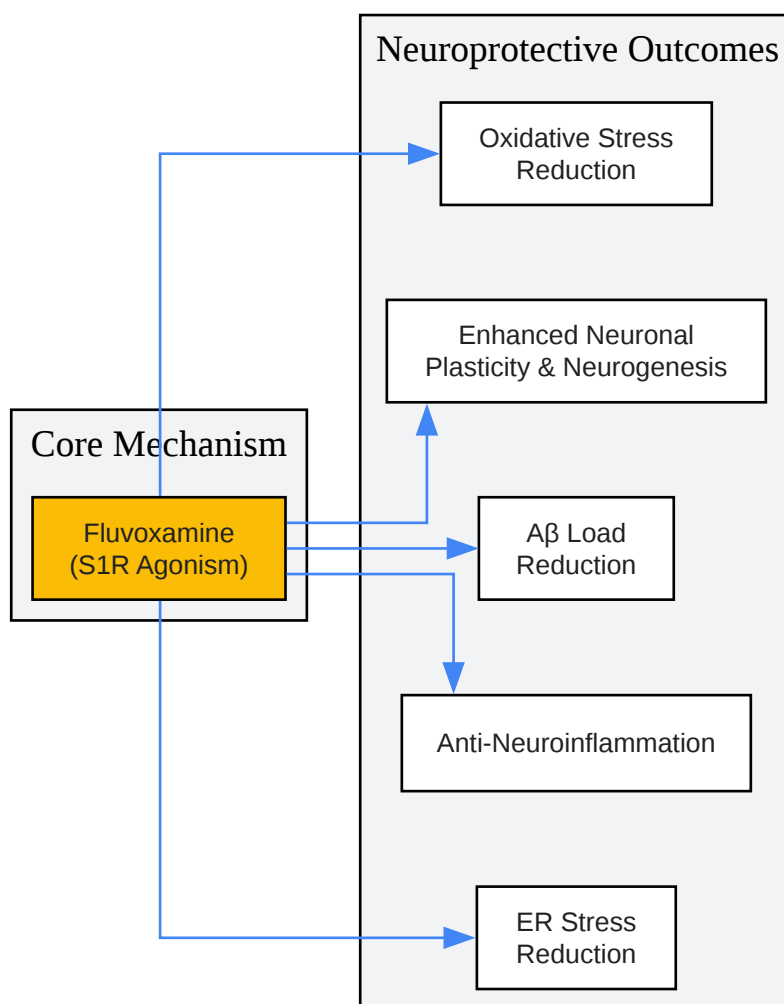 Neuroprotective Outcomes
Oxidative Stress
Reduction
Enhanced Neuronal
Plasticity & Neurogenesis
Core Mechanism
Fluvoxamine
(S1R Agonism)
Aβ Load
Reduction
Anti-Neuroinflammation
ER Stress
Reduction